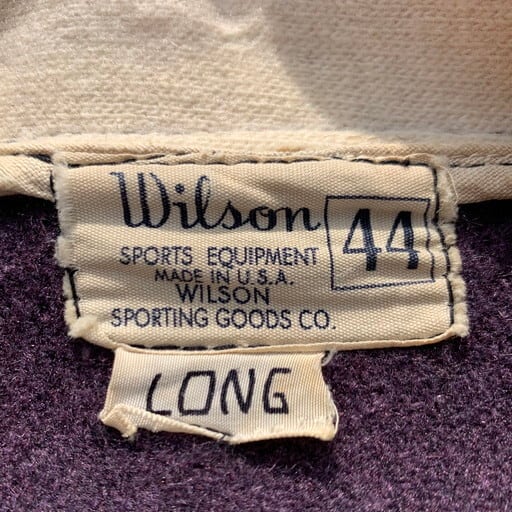 Wilson 44
SPORTS EQUIPMENT
MADE IN U.S.A.
WILSON
SPORTING GOODS CO.
LONG